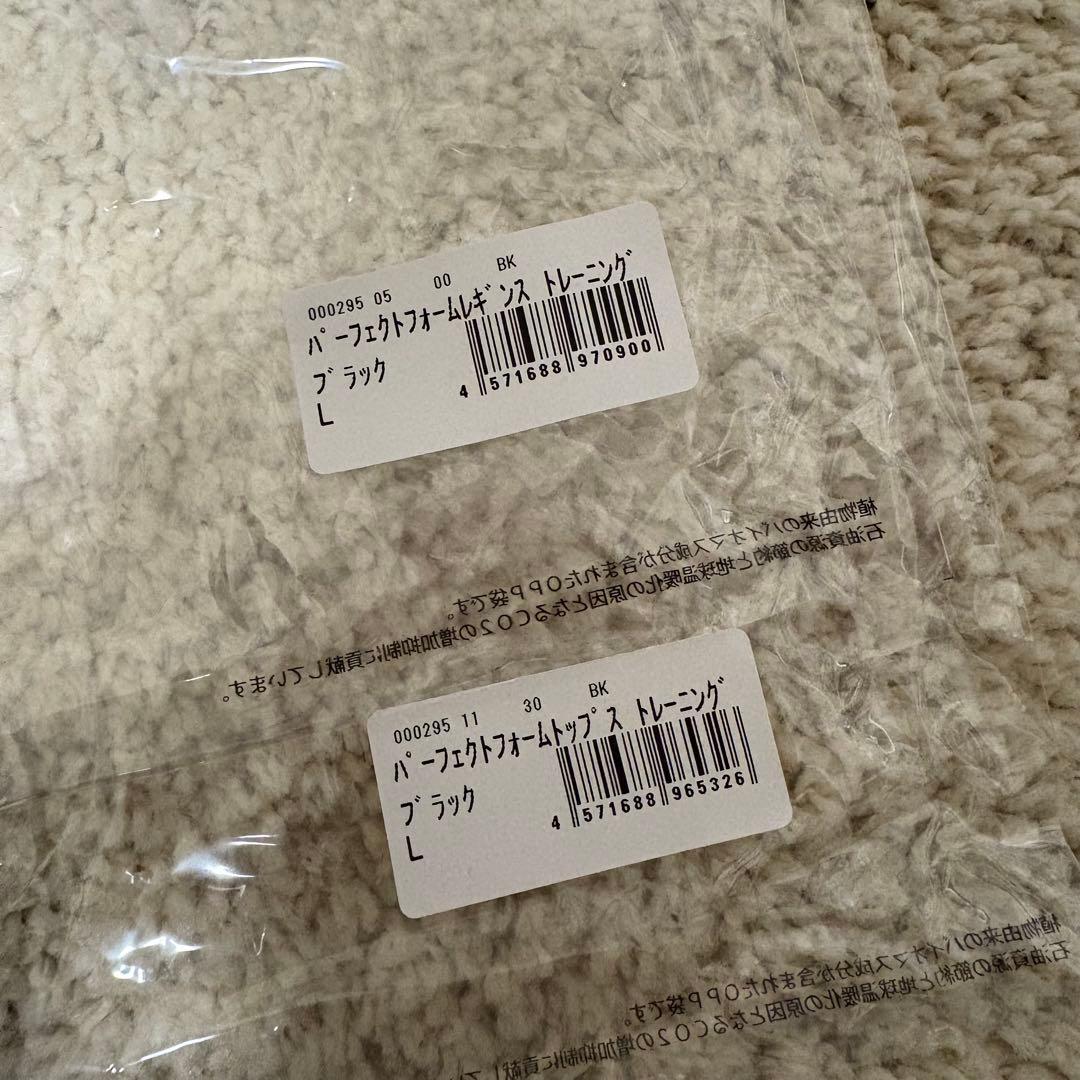 000295 05 00 BK
パーフェクトフォームレギンス トレーニング
ブラック
L
4 571688 970900
植物由来のバイオマス成分が含まれたOPP袋です。
石油資源の節約と地球温暖化の原因となるCO2の増加抑制に貢献しています。
000295 11 30 BK
パーフェクトフォームトップス トレーニング
ブラック
L
4 571688 965326
植物由来のバイオマス成分が含まれたOPP袋です。
石油資源の節約と地球温暖化の原因となるCO2の増加抑制に貢献して